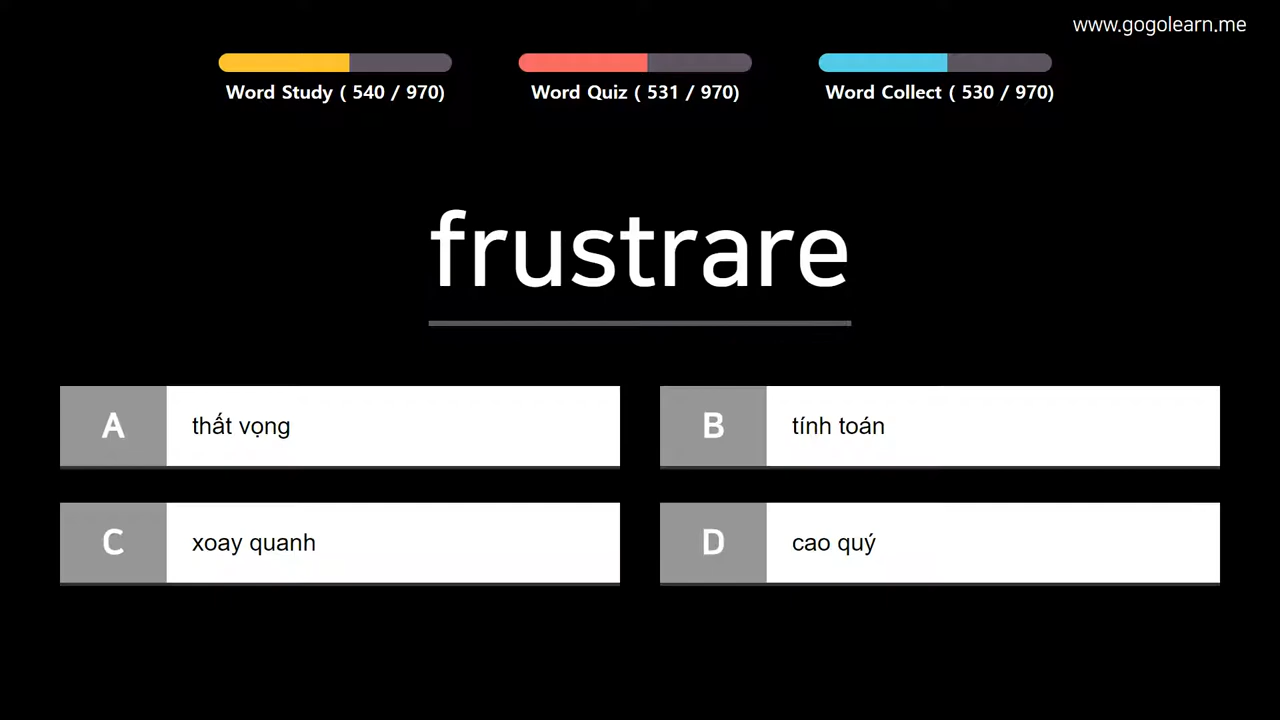 www.gogolearn.me
Word Study ( 540 / 970)
Word Quiz ( 531 / 970)
Word Collect ( 530 / 970)
frustrare
A thất vọng
B tính toán
C xoay quanh
D cao quý